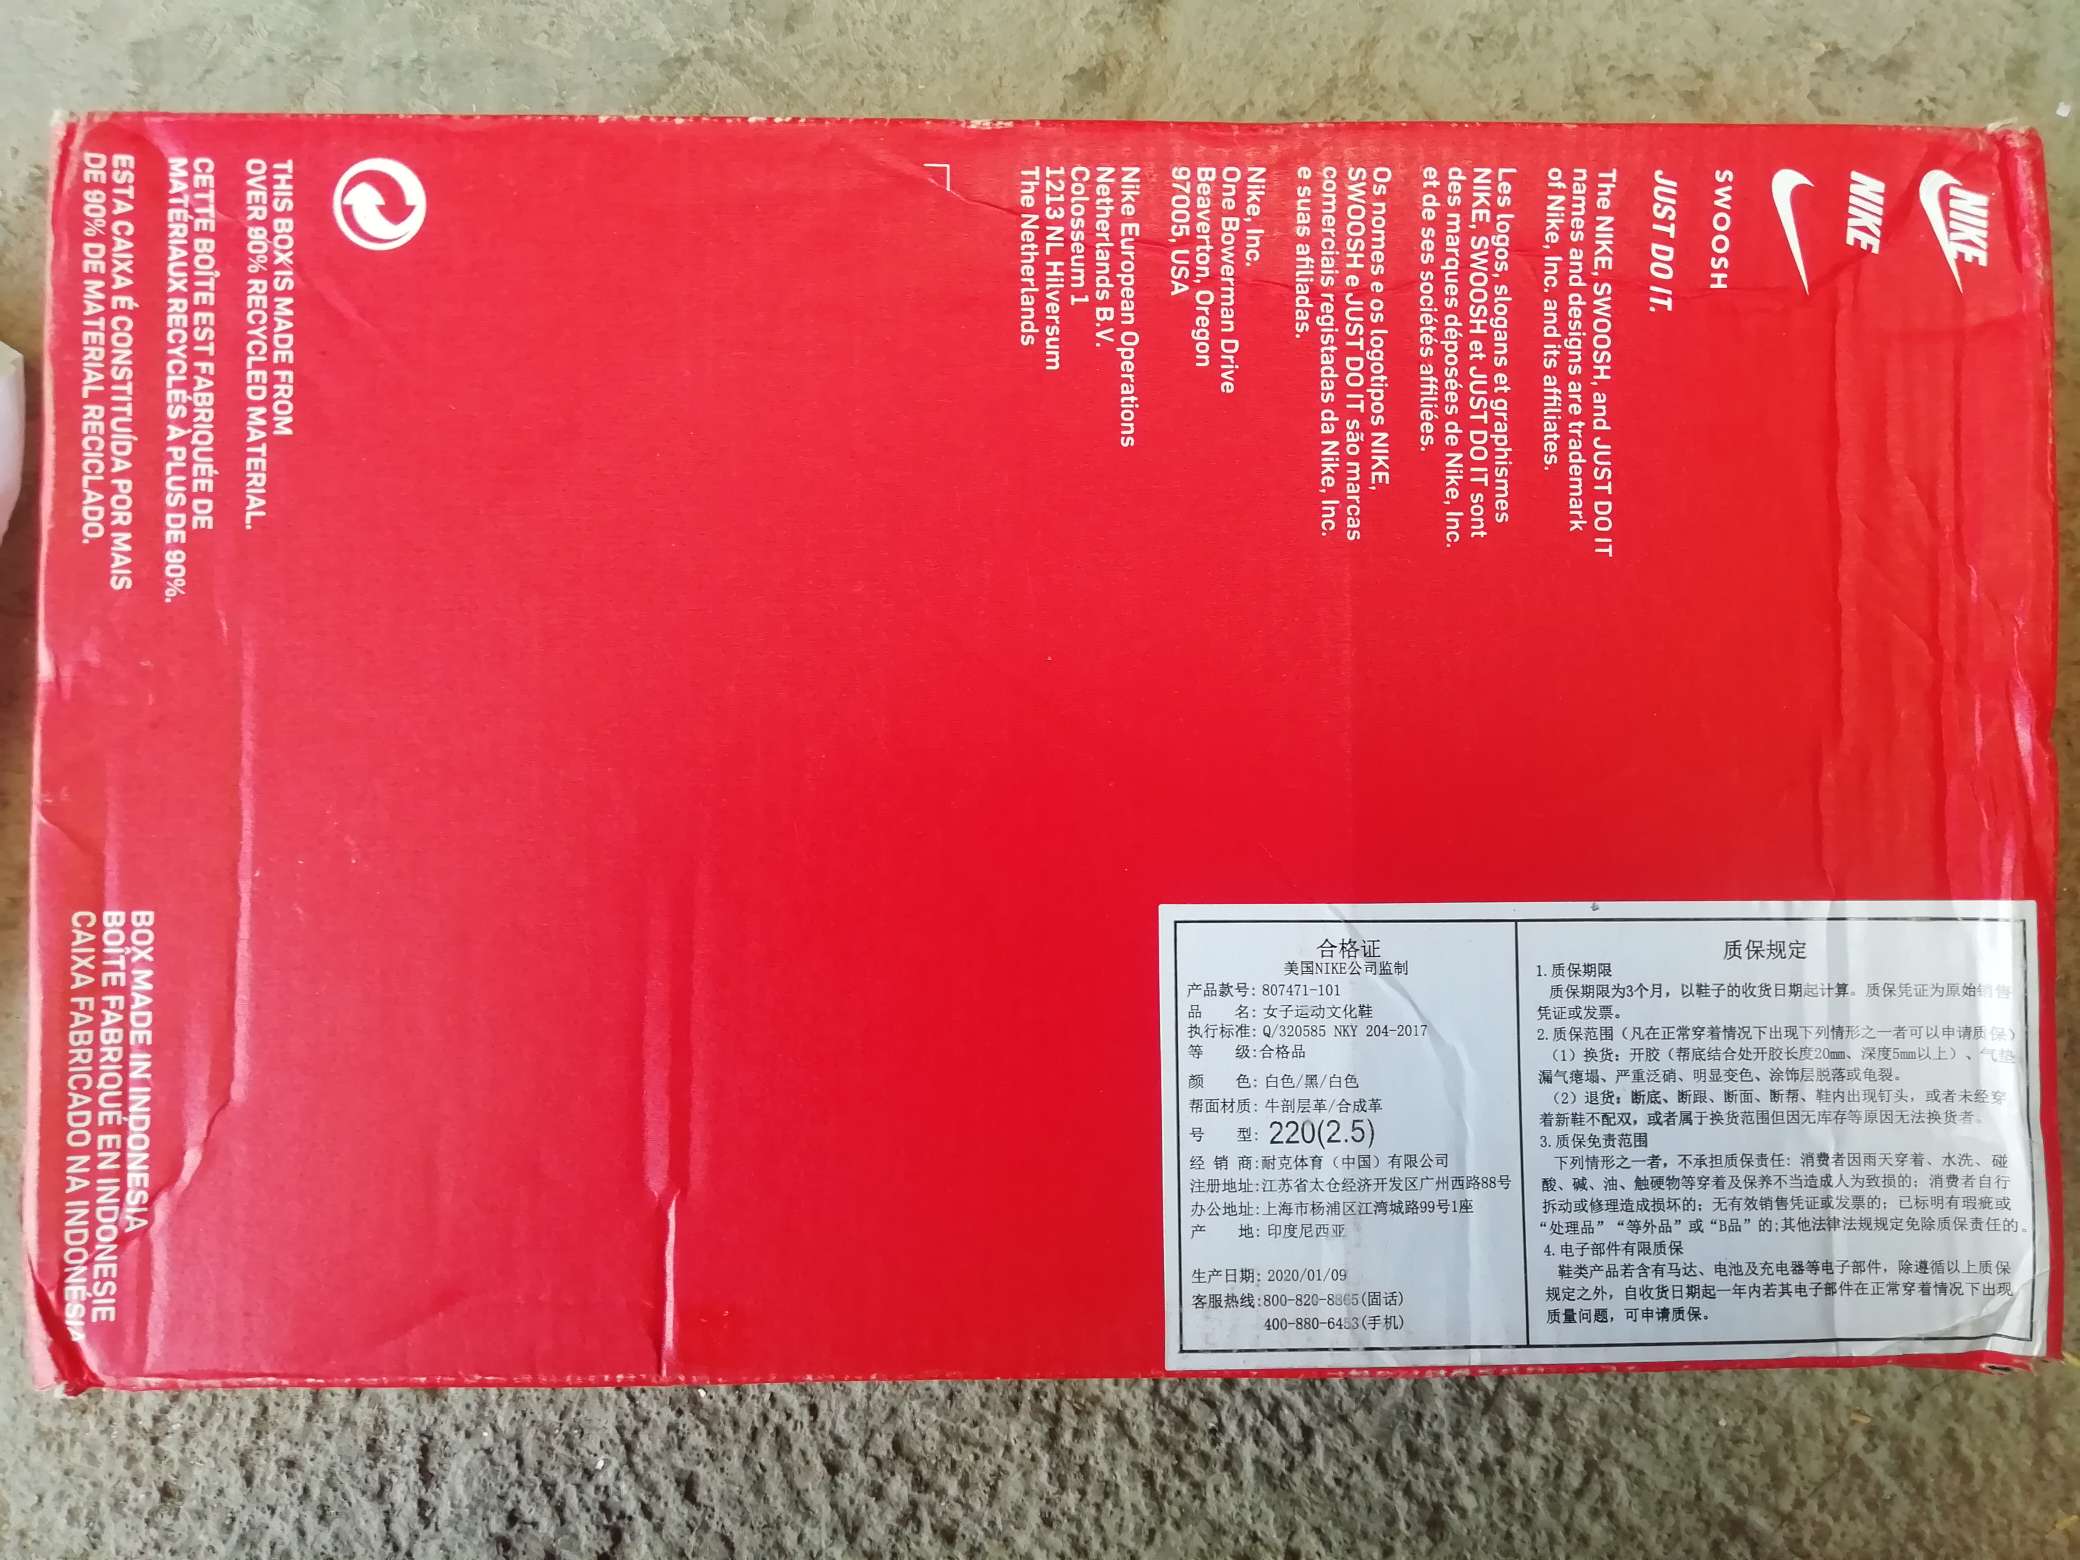 NIKE
NIKE
SWOOSH
JUST DO IT.
The NIKE, SWOOSH, and JUST DO IT
names and designs are trademark
of Nike, Inc. and its affiliates.
Les logos, slogans et graphismes
NIKE, SWOOSH et JUST DO IT sont
des marques déposées de Nike, Inc.
et de ses sociétés affiliées.
Os nomes e os logotipos NIKE,
SWOOSH e JUST DO IT são marcas
comerciais registadas da Nike, Inc.
e suas afiliadas.
Nike, Inc.
One Bowerman Drive
Beaverton, Oregon
97005, USA
Nike European Operations
Netherlands B.V.
Colosseum 1
1213 NL Hilversum
The Netherlands
THIS BOX IS MADE FROM
OVER 90% RECYCLED MATERIAL.
CETTE BOÎTE EST FABRIQUÉE DE
MATÉRIAUX RECYCLÉS À PLUS DE 90%.
ESTA CAIXA É CONSTITUÍDA POR MAIS
DE 90% DE MATERIAL RECICLADO.
BOX MADE IN INDONESIA
BOÎTE FABRIQUÉ EN INDONESIE
CAIXA FABRICADO NA INDONÉSIA
合格证
美国NIKE公司监制
产品款号: 807471-101
品 名: 女子运动文化鞋
执行标准: Q/320585 NKY 204-2017
等 级:合格品
颜 色: 白色/黑/白色
帮面材质: 牛剖层革/合成革
号 型: 220(2.5)
经 销 商:耐克体育（中国）有限公司
注册地址:江苏省太仓经济开发区广州西路88号
办公地址:上海市杨浦区江湾城路99号1座
产 地: 印度尼西亚
生产日期: 2020/01/09
客服热线:800-820-8865(固话)
400-880-6453(手机)
质保规定
1.质保期限
质保期限为3个月，以鞋子的收货日期起计算。质保凭证为原始销售
凭证或发票。
2.质保范围（凡在正常穿着情况下出现下列情形之一者可以申请质保）
（1）换货: 开胶（帮底结合处开胶长度20mm、深度5mm以上）、气垫
漏气瘪塌、严重泛硝、明显变色、涂饰层脱落或龟裂。
（2）退货: 断底、断跟、断面、断帮、鞋内出现钉头，或者未经穿
着新鞋不配双，或者属于换货范围但因无库存等原因无法换货者。
3.质保免责范围
下列情形之一者，不承担质保责任: 消费者因雨天穿着、水洗、碰
酸、碱、油、触硬物等穿着及保养不当造成人为致损的; 消费者自行
拆动或修理造成损坏的; 无有效销售凭证或发票的; 已标明有瑕疵或
“处理品”“等外品”或“B品”的;其他法律法规规定免除质保责任的。
4.电子部件有限质保
鞋类产品若含有马达、电池及充电器等电子部件，除遵循以上质保
规定之外，自收货日期起一年内若其电子部件在正常穿着情况下出现
质量问题，可申请质保。